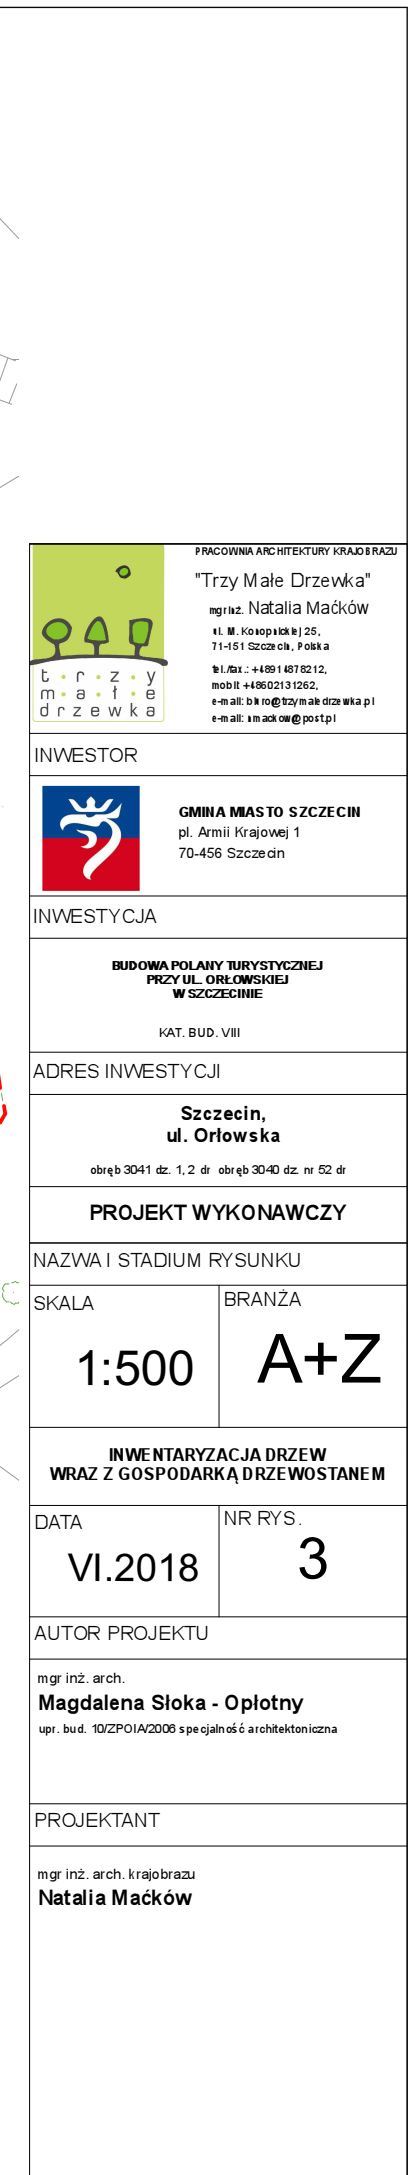 PRACOWNIA ARCHITEKTURY KRAJOBRAZU
"Trzy Małe Drzewka"
mgr inż. Natalia Maćków
ul. M. Konopnickiej 25,
71-151 Szczecin, Polska
tel./fax.: +48914878212,
mobil: +48602131262,
e-mail: biuro@trzymaledrzewka.pl
e-mail: nmackow@post.pl
t · r · z · y
m · a · ł · e
d r z e w k a
INWESTOR
GMINA MIASTO SZCZECIN
pl. Armii Krajowej 1
70-456 Szczecin
INWESTYCJA
BUDOWA POLANY TURYSTYCZNEJ
PRZY UL. ORŁOWSKIEJ
W SZCZECINIE
KAT. BUD. VIII
ADRES INWESTYCJI
Szczecin,
ul. Orłowska
obręb 3041 dz. 1, 2 dr obręb 3040 dz. nr 52 dr
PROJEKT WYKONAWCZY
NAZWA I STADIUM RYSUNKU
SKALA
1:500
BRANŻA
A+Z
INWENTARYZACJA DRZEW
WRAZ Z GOSPODARKĄ DRZEWOSTANEM
DATA
VI.2018
NR RYS.
3
AUTOR PROJEKTU
mgr inż. arch.
Magdalena Słoka - Opłotny
upr. bud. 10/ZPOIA/2006 specjalność architektoniczna
PROJEKTANT
mgr inż. arch. krajobrazu
Natalia Maćków